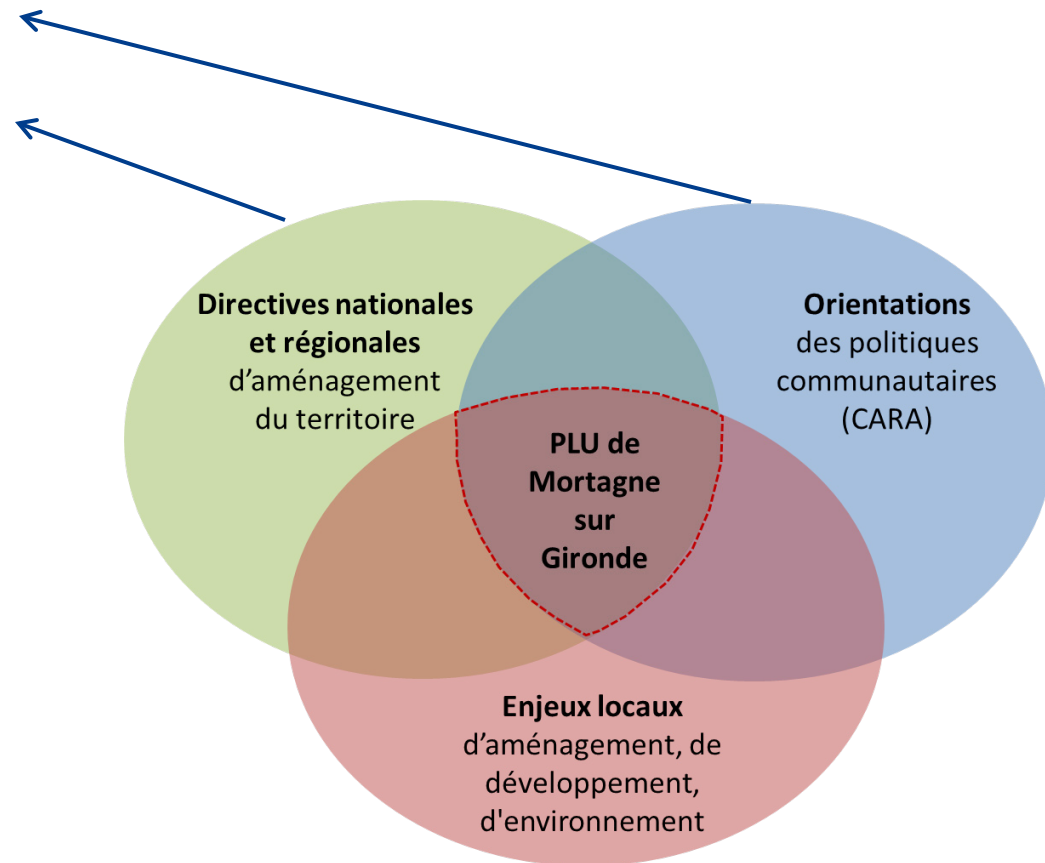 Directives nationales
et régionales
d’aménagement
du territoire
Orientations
des politiques
communautaires
(CARA)
PLU de
Mortagne
sur
Gironde
Enjeux locaux
d’aménagement, de
développement,
d'environnement